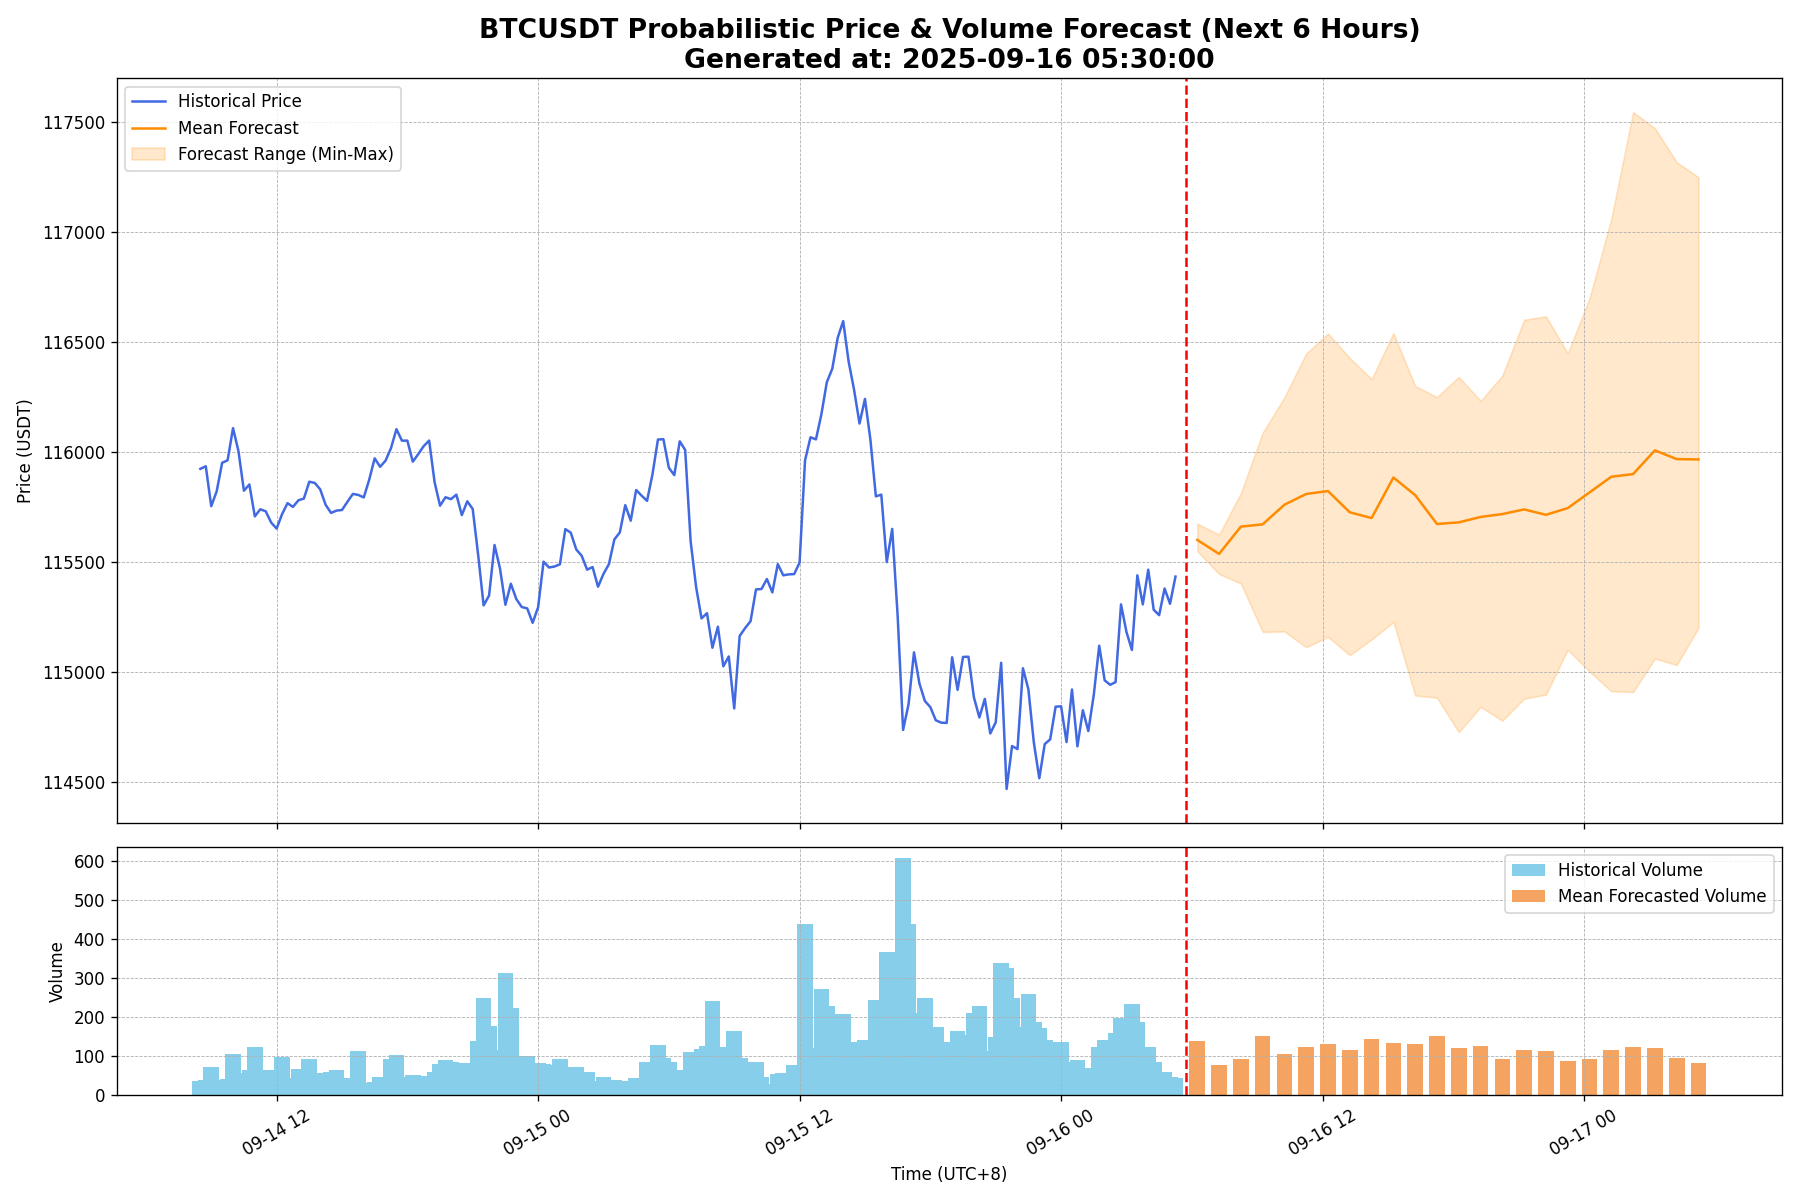 BTCUSDT Probabilistic Price & Volume Forecast (Next 6 Hours)
Generated at: 2025-09-16 05:30:00
Historical Price
Mean Forecast
Forecast Range (Min-Max)
117500
117000
116500
116000
115500
115000
114500
Price (USDT)
Historical Volume
Mean Forecasted Volume
600
500
400
300
200
100
0
Volume
09-14 12
09-15 00
09-15 12
09-16 00
09-16 12
09-17 00
Time (UTC+8)